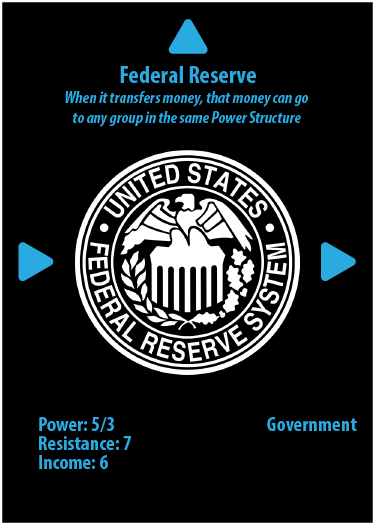 Federal Reserve
When it transfers money, that money can go
to any group in the same Power Structure
• UNITED STATES •
FEDERAL RESERVE SYSTEM
Power: 5/3
Government
Resistance: 7
Income: 6